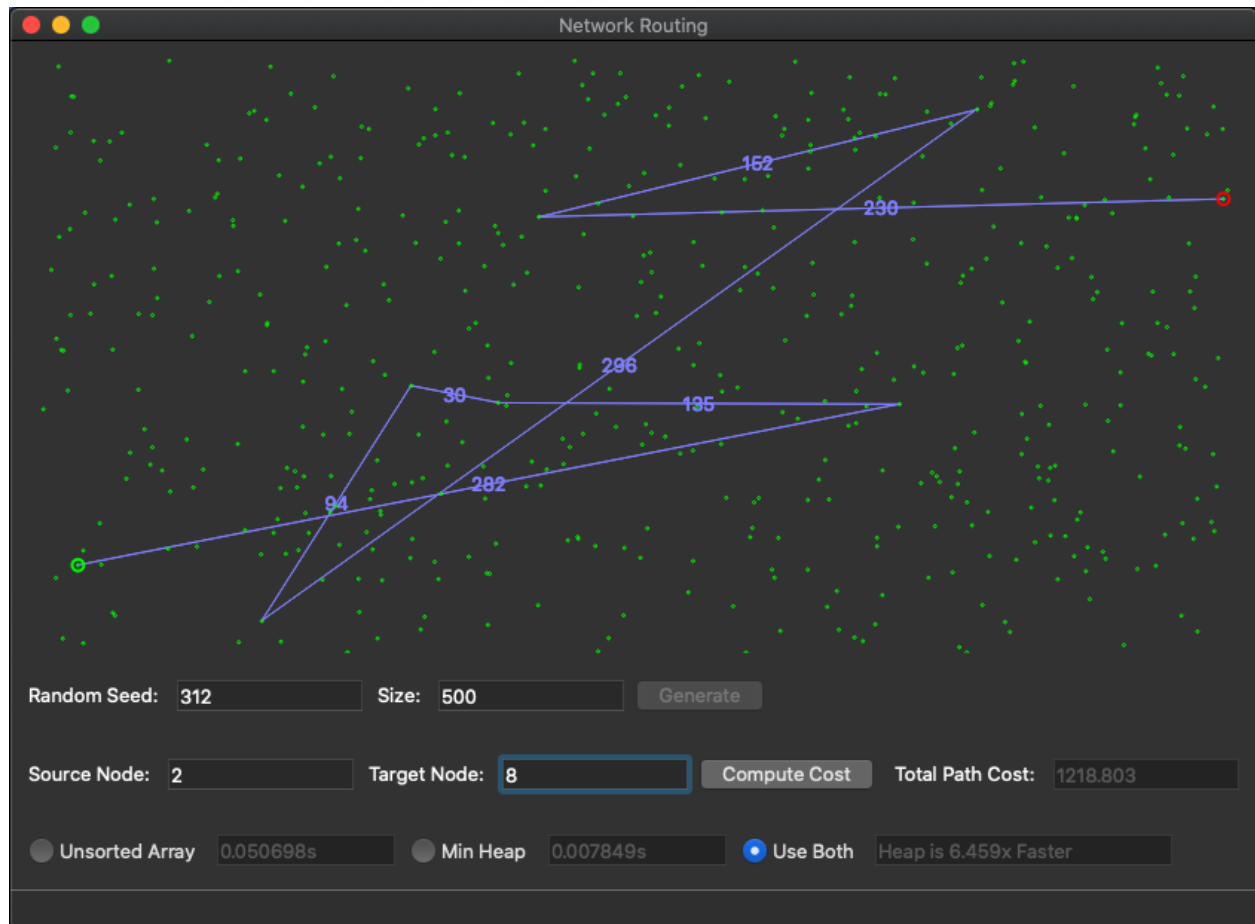 Network Routing
152
230
296
30
135
282
94
Random Seed: 312 Size: 500 Generate
Source Node: 2 Target Node: 8 Compute Cost Total Path Cost: 1218.803
Unsorted Array 0.050698s Min Heap 0.007849s Use Both Heap is 6.459x Faster